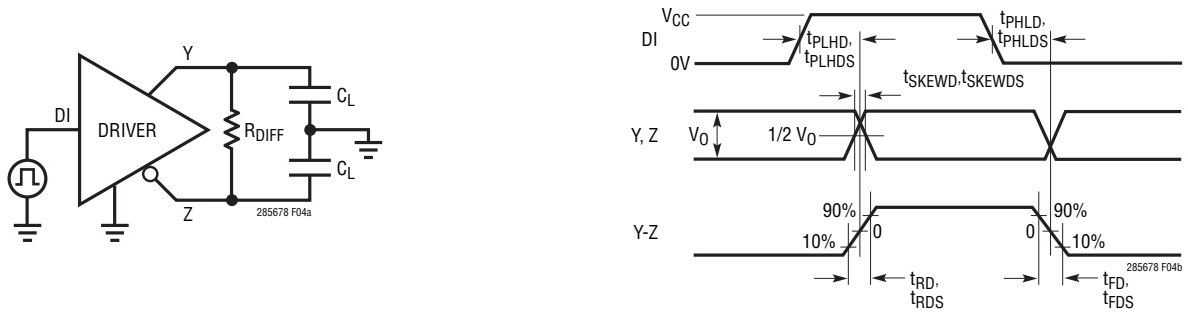 Y
DI
DRIVER
R_DIFF
C_L
C_L
Z
285678 F04a
V_CC
DI
0V
t_PLHD,
t_PLHDS
t_PHLD,
t_PHLDS
t_SKEWD,t_SKEWDS
Y, Z
V_O
1/2 V_O
Y-Z
90%
10%
0
90%
0
10%
t_RD,
t_RDS
t_FD,
t_FDS
285678 F04b